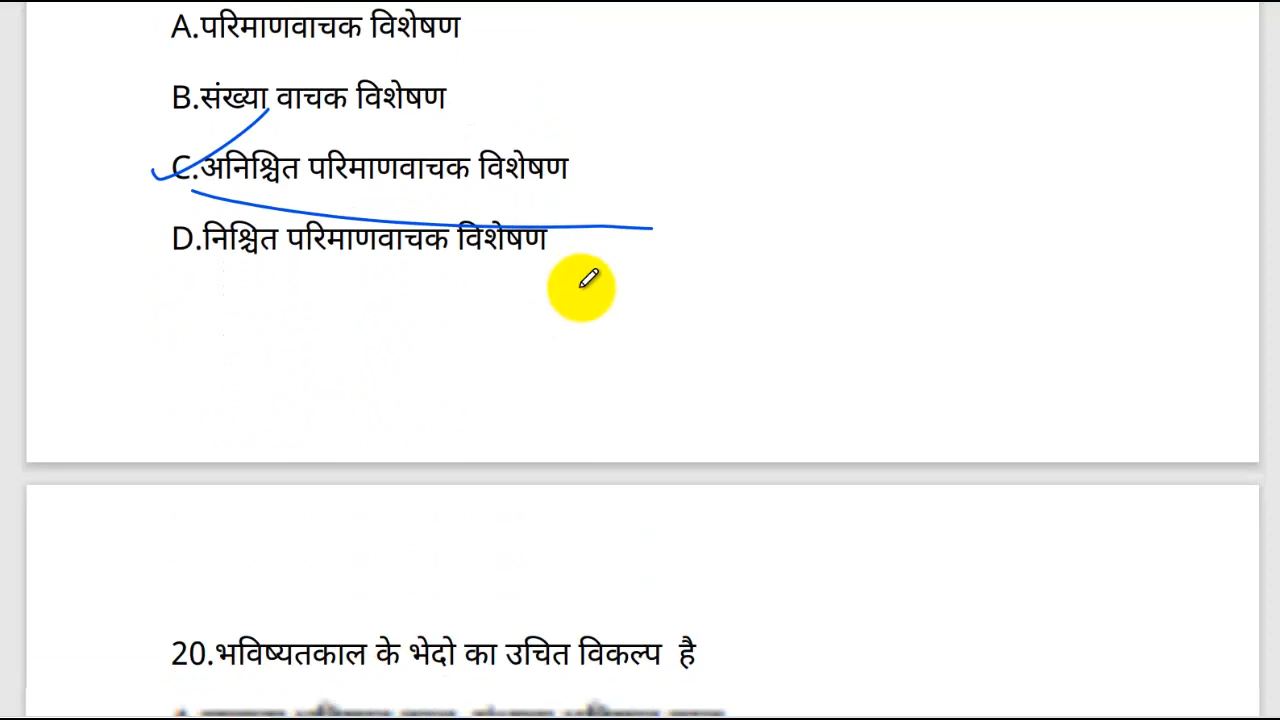 A.परिमाणवाचक विशेषण
B.संख्या वाचक विशेषण
C.अनिश्चित परिमाणवाचक विशेषण
D.निश्चित परिमाणवाचक विशेषण
20.भविष्यतकाल के भेदो का उचित विकल्प है